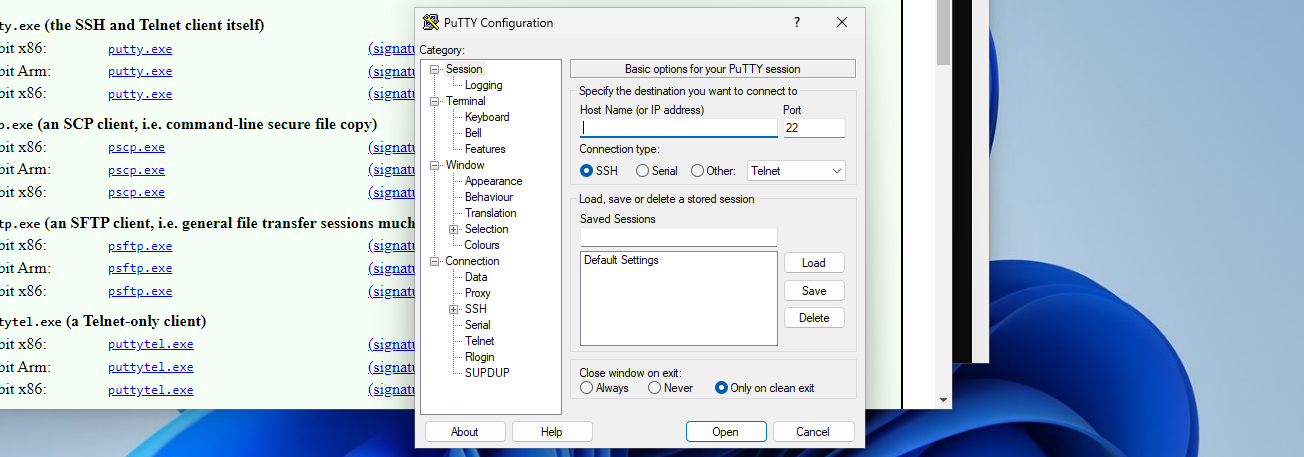 ty.exe (the SSH and Telnet client itself)
bit x86: putty.exe (signatu
bit Arm: putty.exe (signatu
bit x86: putty.exe (signatu
p.exe (an SCP client, i.e. command-line secure file copy)
bit x86: pscp.exe (signatu
bit Arm: pscp.exe (signatu
bit x86: pscp.exe (signatu
tp.exe (an SFTP client, i.e. general file transfer sessions much
bit x86: psftp.exe (signatu
bit Arm: psftp.exe (signatu
bit x86: psftp.exe (signatu
tytel.exe (a Telnet-only client)
bit x86: puttytel.exe (signatu
bit Arm: puttytel.exe (signatu
bit x86: puttytel.exe (signatu
PuTTY Configuration ?
Category:
Session
Logging
Terminal
Keyboard
Bell
Features
Window
Appearance
Behaviour
Translation
Selection
Colours
Connection
Data
Proxy
SSH
Serial
Telnet
Rlogin
SUPDUP
Basic options for your PuTTY session
Specify the destination you want to connect to
Host Name (or IP address) Port
22
Connection type:
SSH Serial Other: Telnet
Load, save or delete a stored session
Saved Sessions
Default Settings
Load
Save
Delete
Close window on exit:
Always Never Only on clean exit
About Help Open Cancel